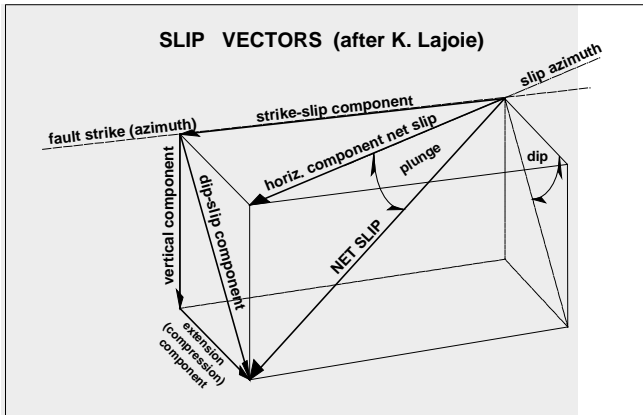 SLIP VECTORS (after K. Lajoie)
slip azimuth
strike-slip component
fault strike (azimuth)
horiz. component net slip
plunge
dip
vertical component
dip-slip component
NET SLIP
extension
(compression)
component